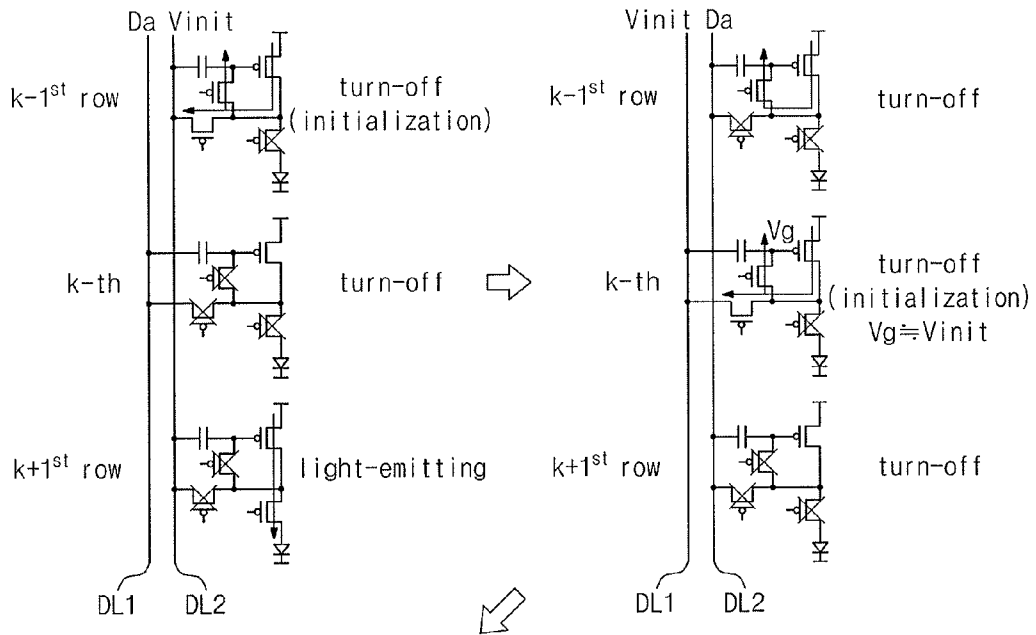 Da Vinit
k-1st row
turn-off
(initialization)
k-th
turn-off
k+1st row
light-emitting
DL1
DL2
Vinit Da
k-1st row
turn-off
Vg
k-th
turn-off
(initialization)
Vg≒Vinit
k+1st row
turn-off
DL1
DL2